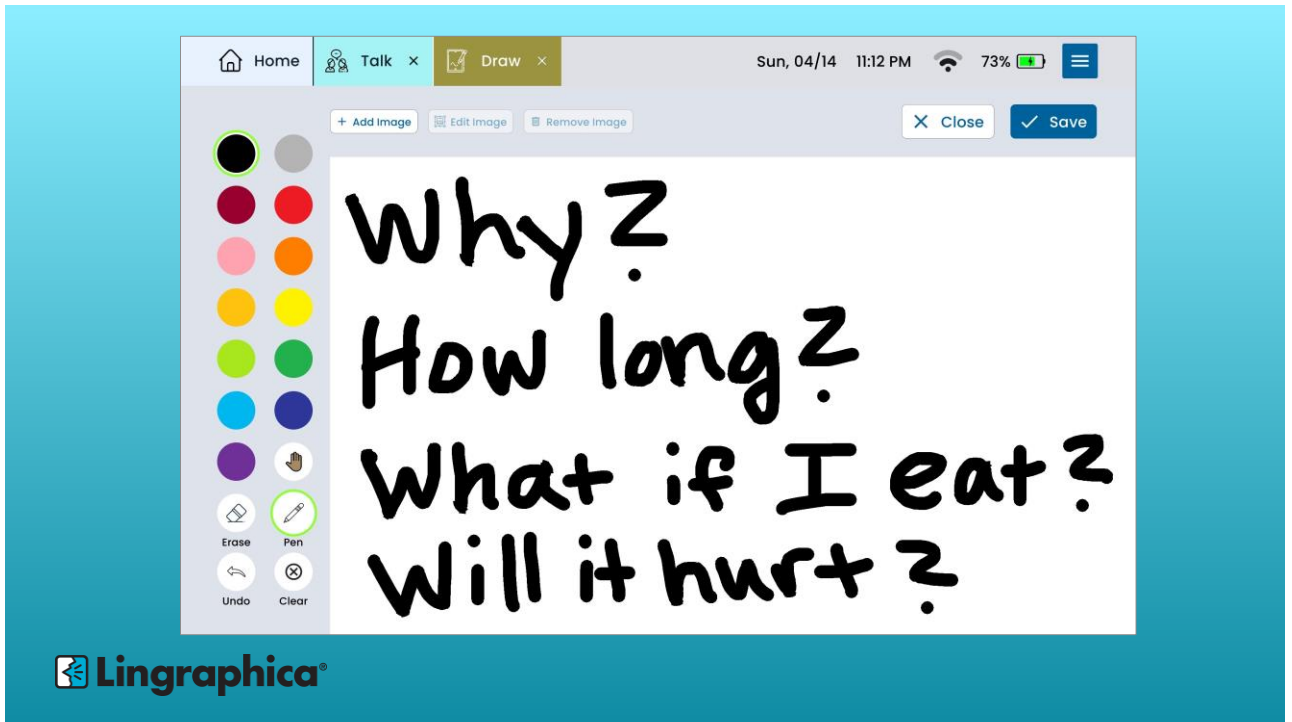 Home Talk × Draw × Sun, 04/14 11:12 PM 73%
+ Add Image Edit Image Remove Image × Close ✓ Save
Why?
How long?
What if I eat?
Will it hurt?
Erase Pen
Undo Clear
Lingraphica®